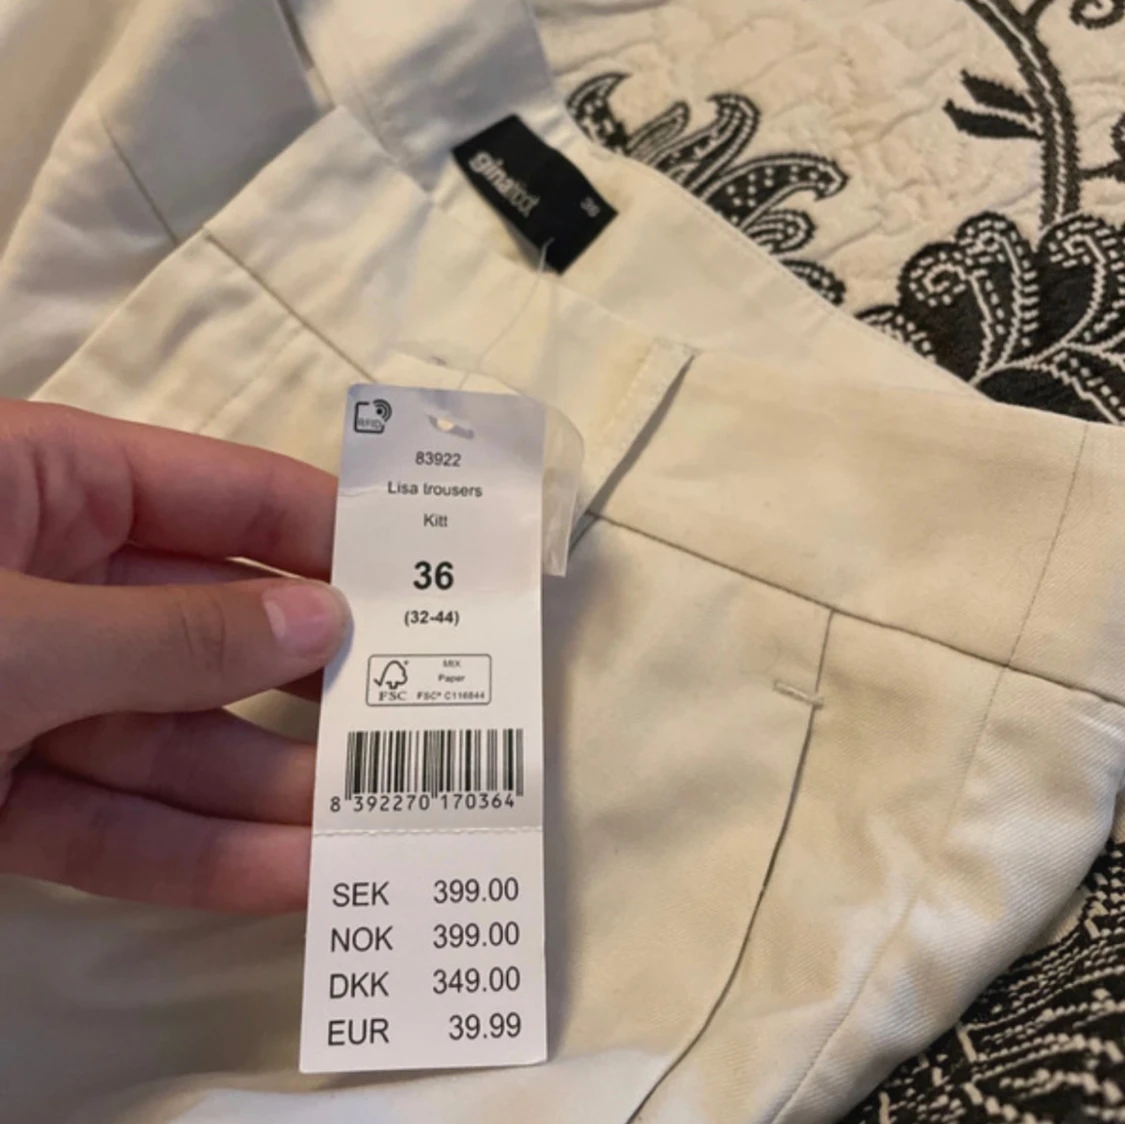 ginatricot
36
RFID
83922
Lisa trousers
Kitt
36
(32-44)
FSC
MIX
Paper
FSC® C116844
8 392270 170364
SEK 399.00
NOK 399.00
DKK 349.00
EUR 39.99